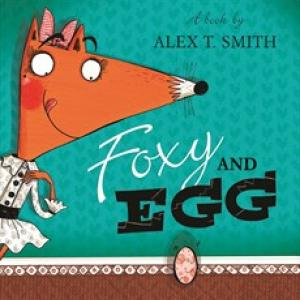 A book by
ALEX T. SMITH
Foxy AND
EGG